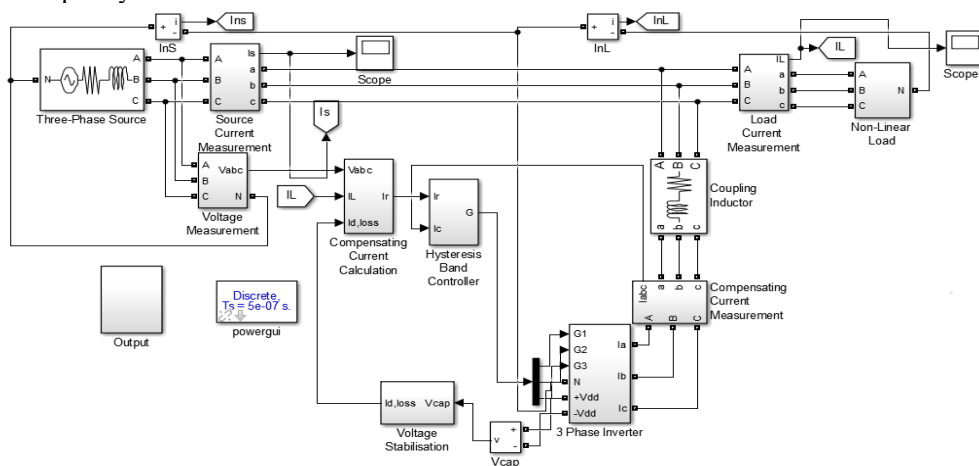 i
+
-
InS
Ins
i
+
-
InL
InL
Scope
IL
Scope
N
A
B
C
Three-Phase Source
A
B
C
Is
a
b
c
Source
Current
Measurement
Is
A
B
C
IL
a
b
c
Load
Current
Measurement
A
B
C
N
Non-Linear
Load
A
B
C
Vabc
N
Voltage
Measurement
IL
Vabc
IL
Id,loss
Ir
Compensating
Current
Calculation
Ir
Ic
G
Hysteresis
Band
Controller
A
B
C
a
b
c
Coupling
Inductor
Iabc
a
b
c
A
B
C
Compensating
Current
Measurement
Output
Discrete,
Ts = 5e-07 s.
powergui
G1
G2
G3
N
+Vdd
-Vdd
Ia
Ib
Ic
3 Phase Inverter
Id,loss
Vcap
Voltage
Stabilisation
v
+
-
Vcap